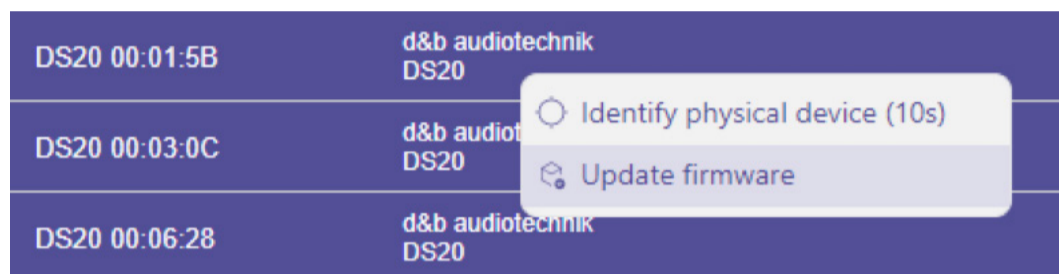 DS20 00:01:5B
d&b audiotechnik
DS20
Identify physical device (10s)
DS20 00:03:0C
d&b audiot
DS20
Update firmware
DS20 00:06:28
d&b audiotechnik
DS20